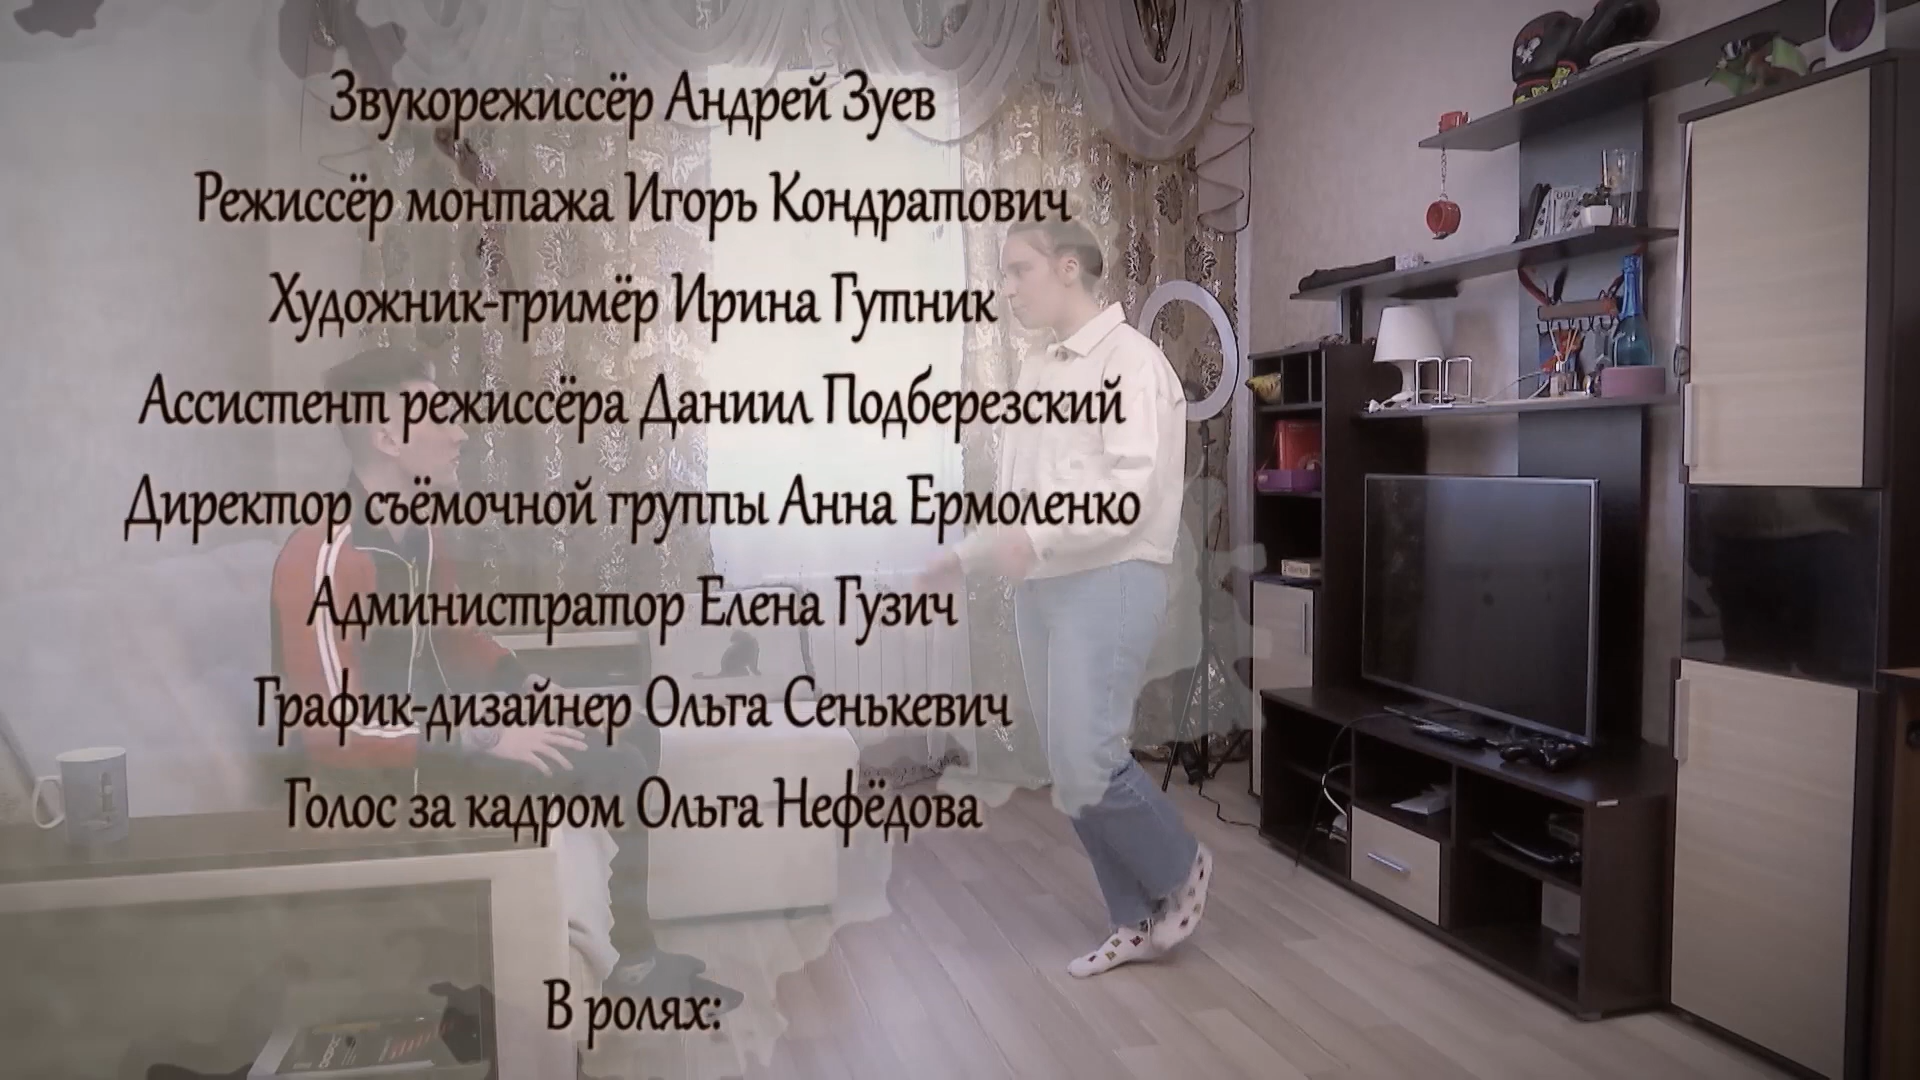 Звукорежиссёр Андрей Зуев
Режиссёр монтажа Игорь Кондратович
Художник-гримёр Ирина Гутник
Ассистент режиссёра Даниил Подберезский
Директор съёмочной группы Анна Ермоленко
Администратор Елена Гузич
График-дизайнер Ольга Сенькевич
Голос за кадром Ольга Нефёдова
В ролях: